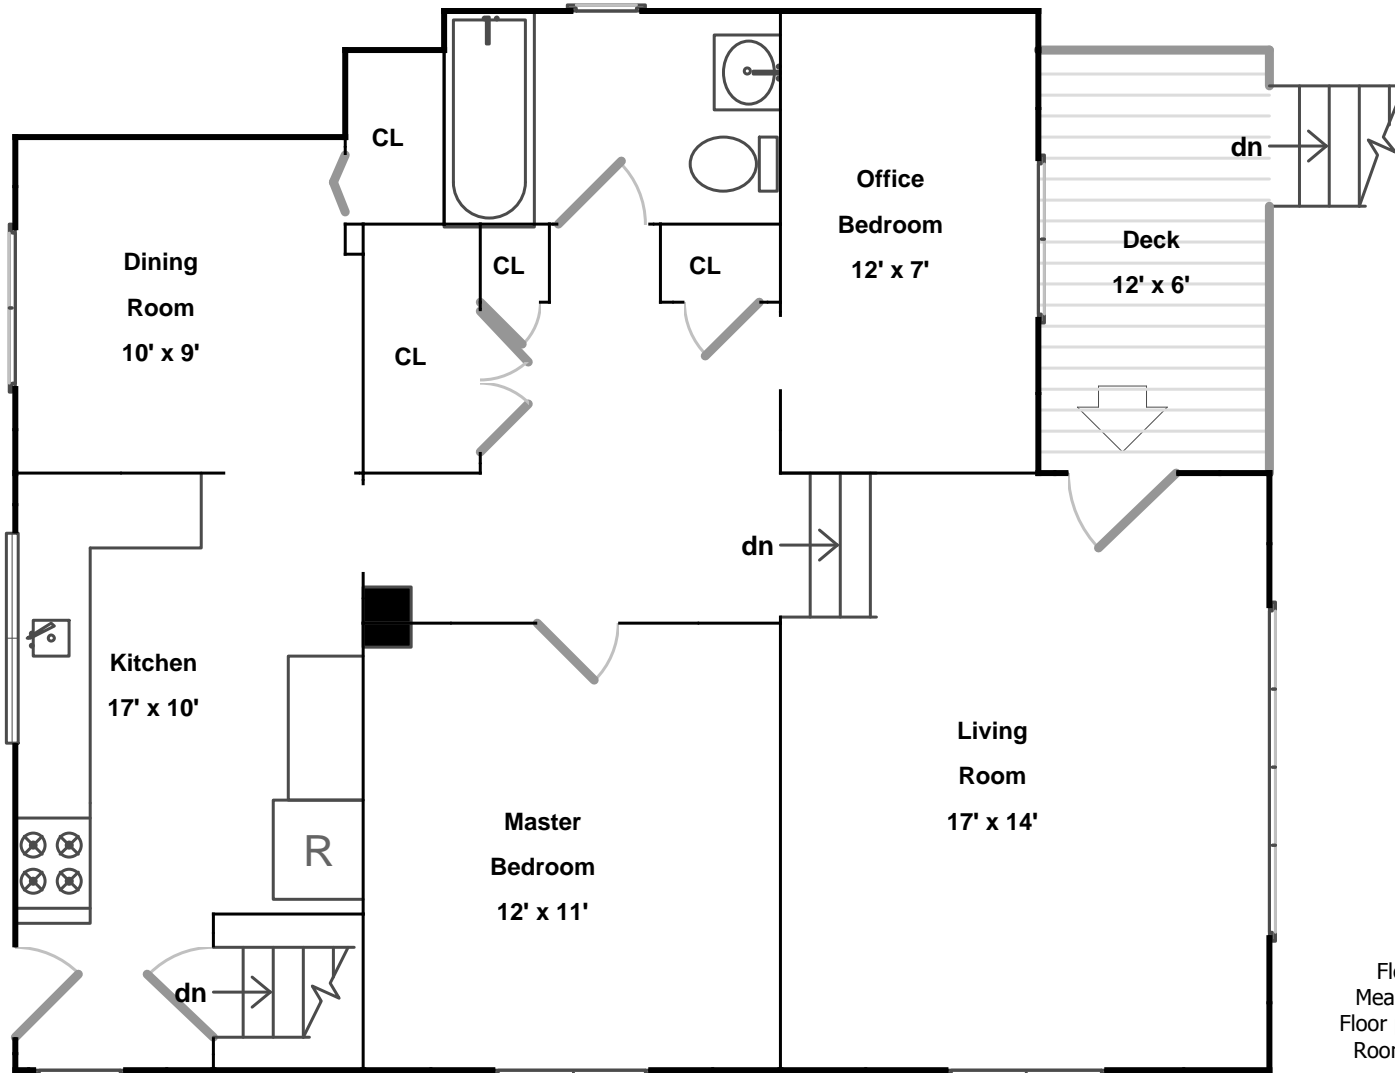 CL
Office
Bedroom
12' x 7'
dn
Deck
12' x 6'
Dining
Room
10' x 9'
CL
CL
CL
dn
Kitchen
17' x 10'
Living
Room
17' x 14'
Master
Bedroom
12' x 11'
R
dn
Floor